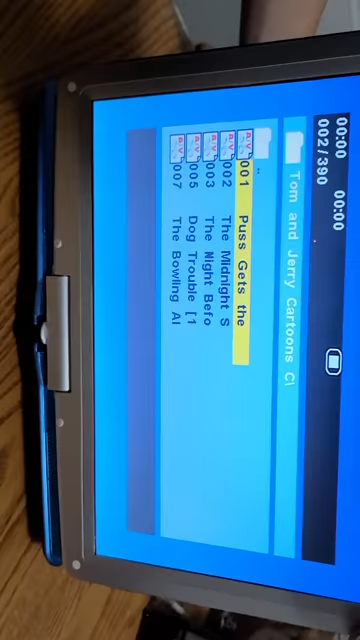 00:00 00:00
002/390
Tom and Jerry Cartoons Cl
..
001 Puss Gets the
002 The Midnight S
003 The Night Befo
005 Dog Trouble [1
007 The Bowling Al